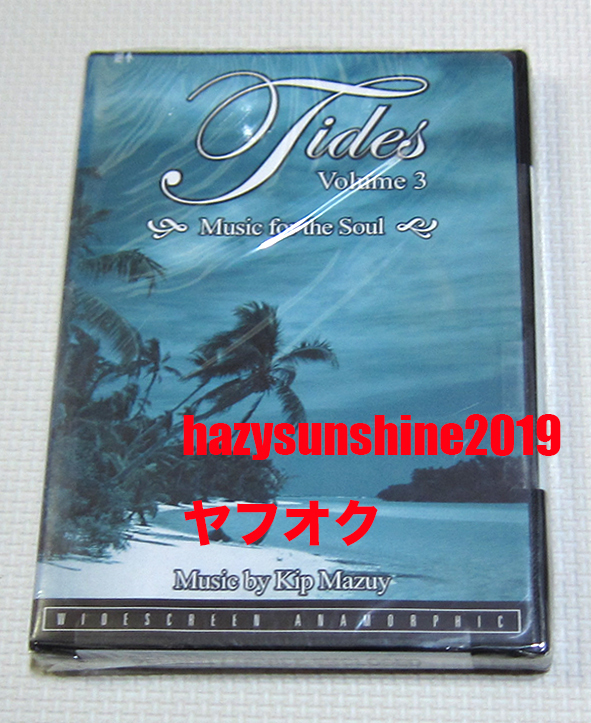 Tides
Volume 3
Music for the Soul
hazysunshine2019
ヤフオク
Music by Kip Mazuy
WIDESCREEN ANAMORPHIC